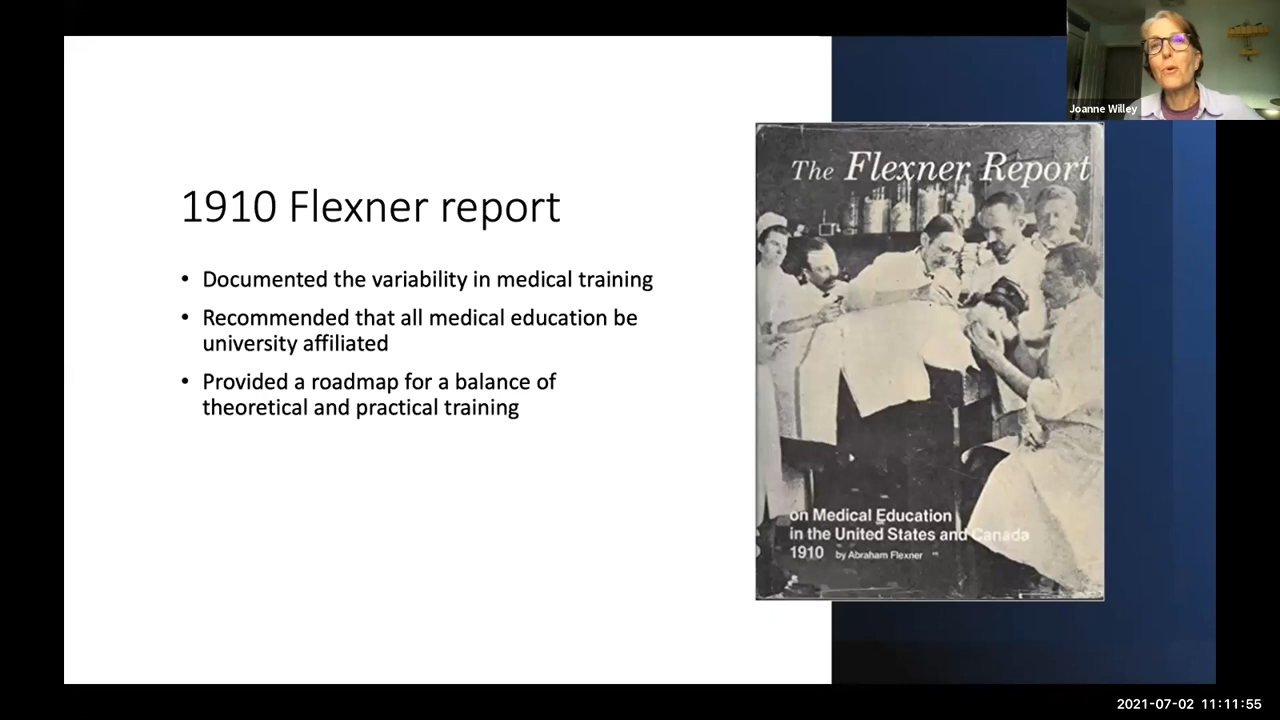 Joanne Willey
1910 Flexner report
• Documented the variability in medical training
• Recommended that all medical education be
university affiliated
• Provided a roadmap for a balance of
theoretical and practical training
The Flexner Report
on Medical Education
in the United States and Canada
1910 by Abraham Flexner
2021-07-02 11:11:55